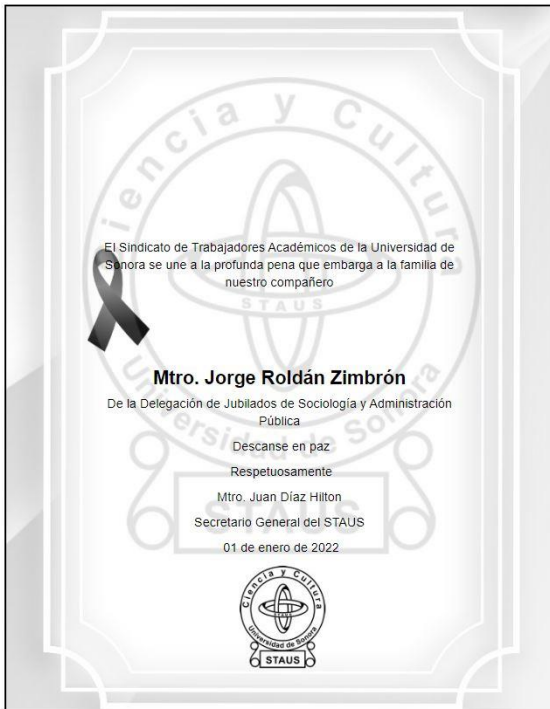 Ciencia y Cultura
STAUS
Universidad de Sonora
STAUS
El Sindicato de Trabajadores Académicos de la Universidad de
Sonora se une a la profunda pena que embarga a la familia de
nuestro compañero
Mtro. Jorge Roldán Zimbrón
De la Delegación de Jubilados de Sociología y Administración
Pública
Descanse en paz
Respetuosamente
Mtro. Juan Díaz Hilton
Secretario General del STAUS
01 de enero de 2022
Ciencia y Cultura
STAUS
Universidad de Sonora
STAUS